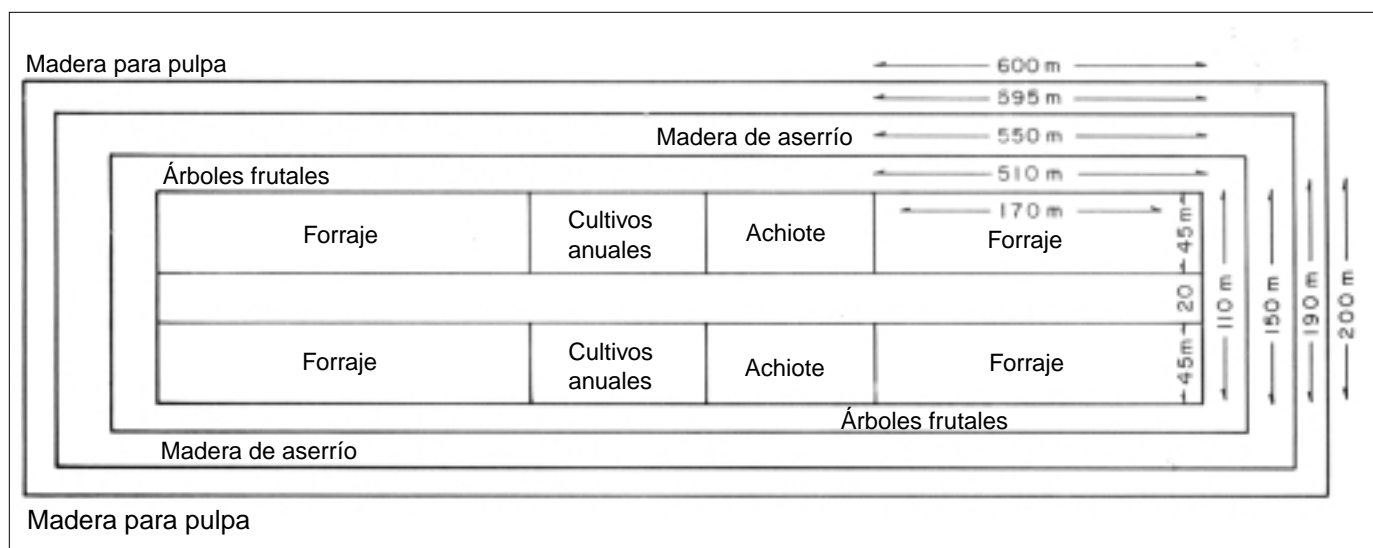 Madera para pulpa
600 m
595 m
Madera de aserrío
550 m
Árboles frutales
510 m
170 m
Forraje
Cultivos
anuales
Achiote
Forraje
45m
20
45m
110 m
150 m
190 m
200 m
Forraje
Cultivos
anuales
Achiote
Forraje
Árboles frutales
Madera de aserrío
Madera para pulpa